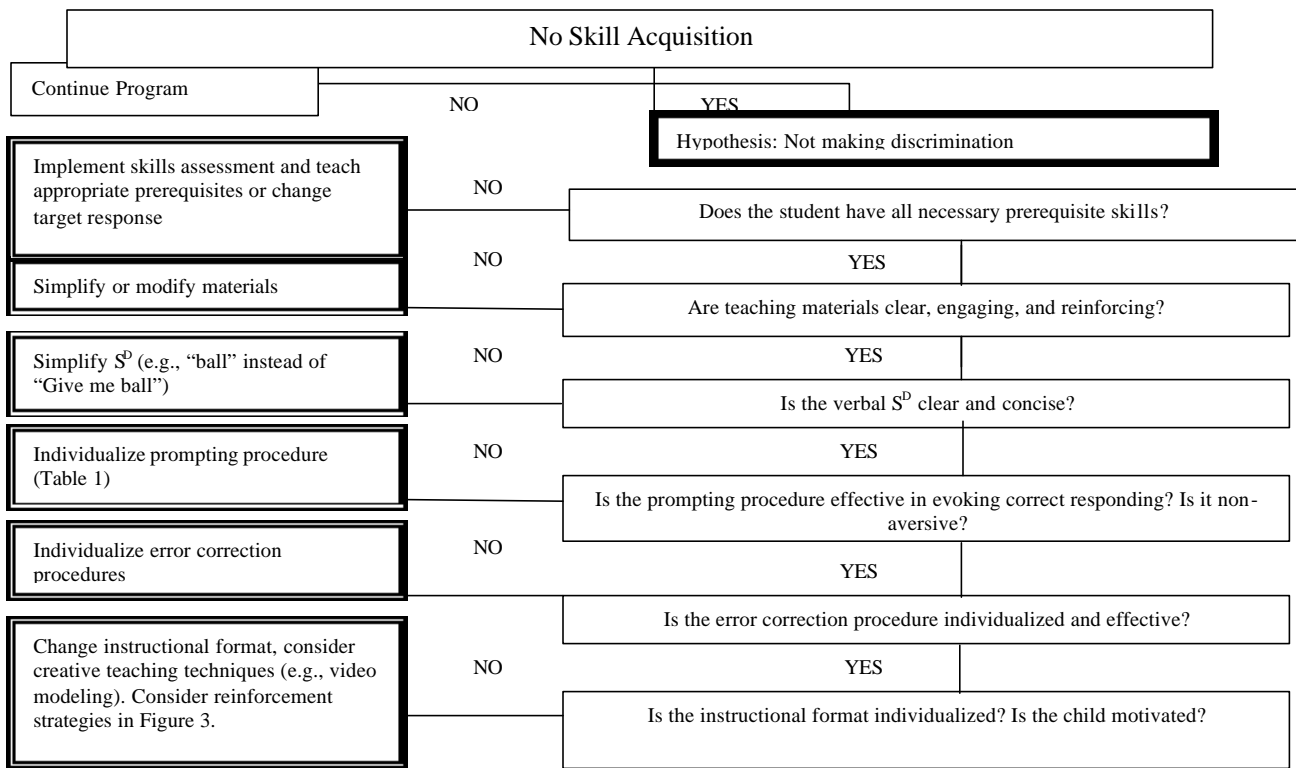 No Skill Acquisition
Continue Program
NO
YES
Hypothesis: Not making discrimination
Implement skills assessment and teach
appropriate prerequisites or change
target response
NO
Does the student have all necessary prerequisite skills?
NO
YES
Simplify or modify materials
Are teaching materials clear, engaging, and reinforcing?
Simplify Sᴰ (e.g., “ball” instead of
“Give me ball”)
NO
YES
Is the verbal Sᴰ clear and concise?
Individualize prompting procedure
(Table 1)
NO
YES
Is the prompting procedure effective in evoking correct responding? Is it non-
aversive?
Individualize error correction
procedures
NO
YES
Is the error correction procedure individualized and effective?
Change instructional format, consider
creative teaching techniques (e.g., video
modeling). Consider reinforcement
strategies in Figure 3.
NO
YES
Is the instructional format individualized? Is the child motivated?